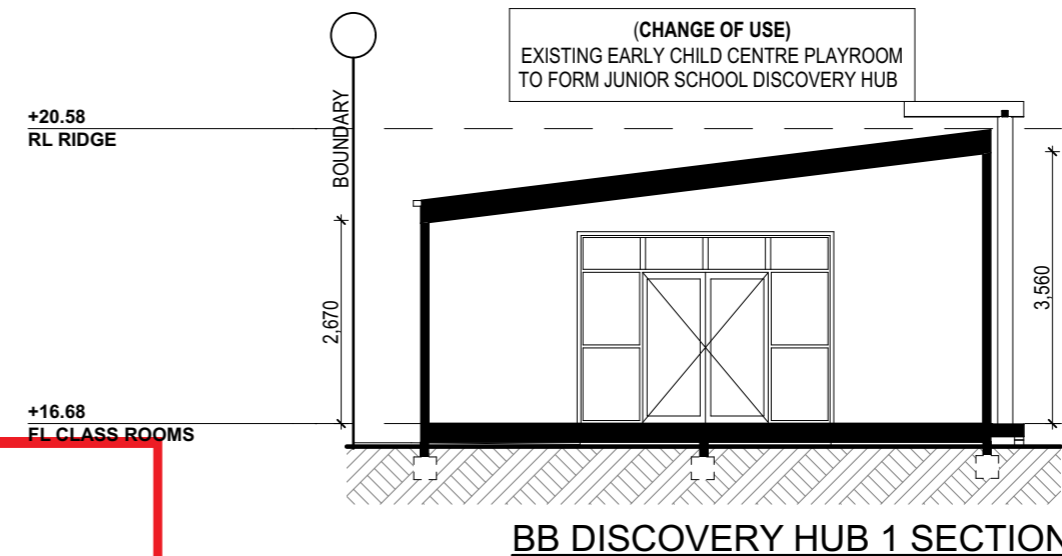 (CHANGE OF USE)
EXISTING EARLY CHILD CENTRE PLAYROOM
TO FORM JUNIOR SCHOOL DISCOVERY HUB
+20.58
RL RIDGE
BOUNDARY
2,670
3,560
+16.68
FL CLASS ROOMS
BB DISCOVERY HUB 1 SECTION